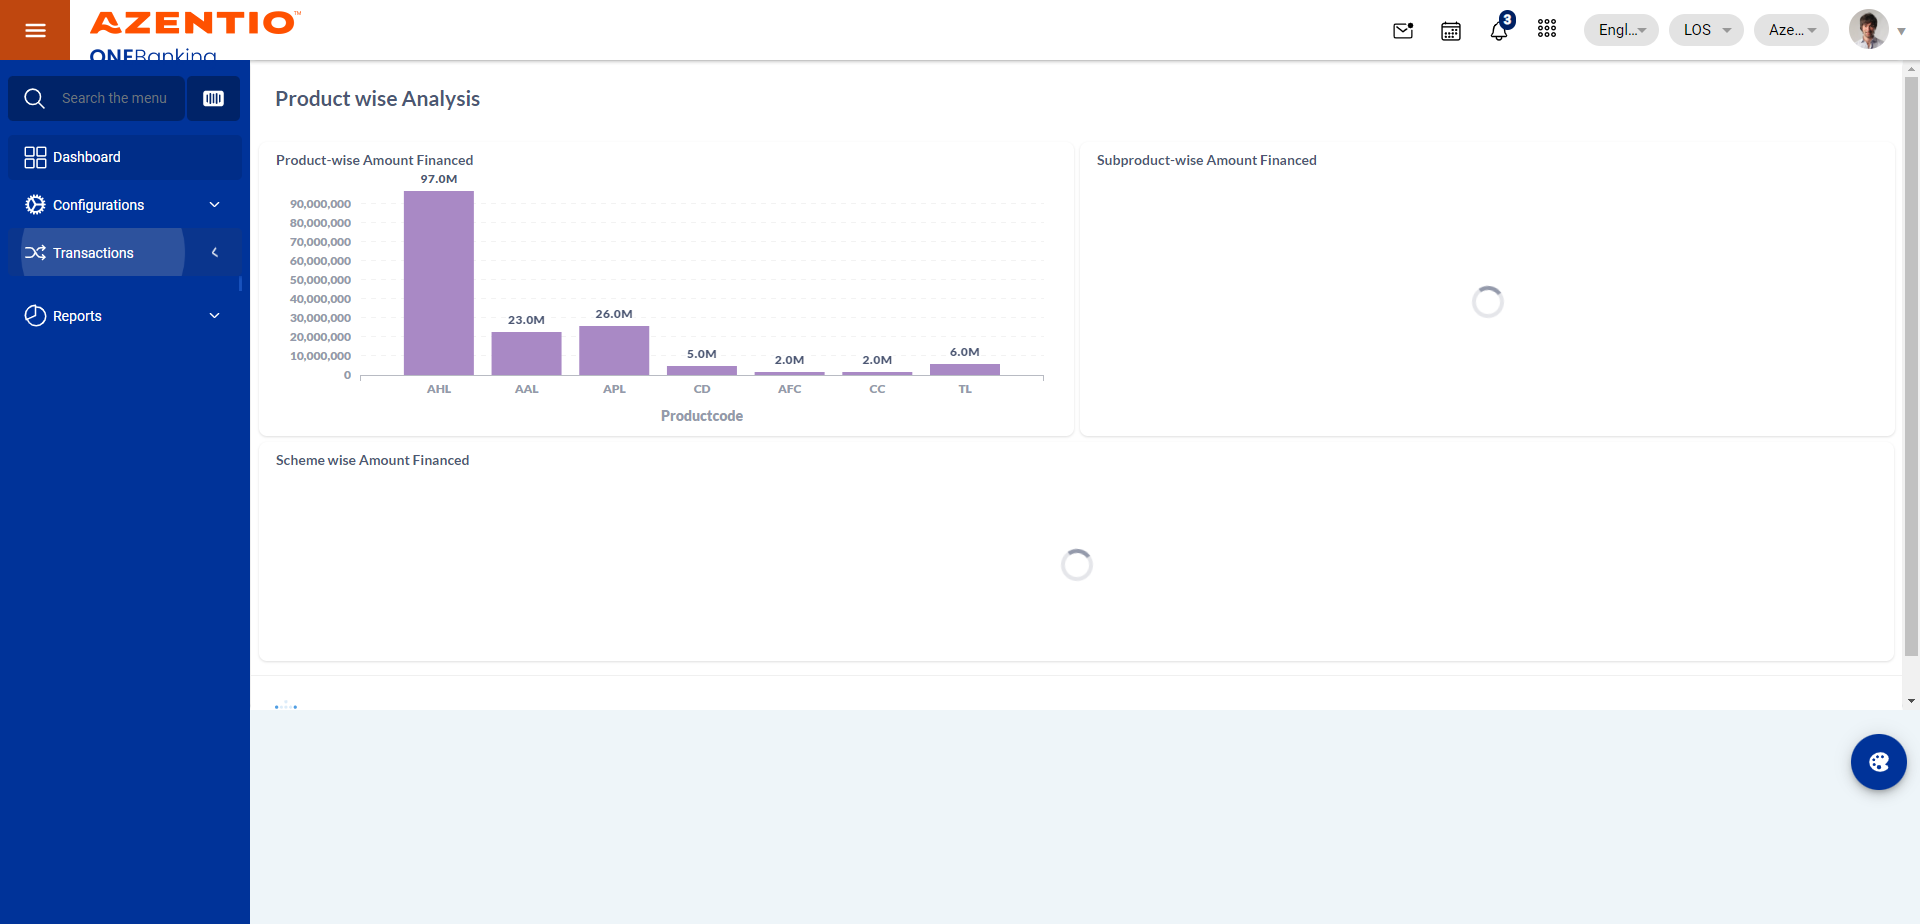 AZENTIO™
ONEBanking
3
Engl...
LOS
Aze...
Search the menu
Dashboard
Configurations
Transactions
Reports
Product wise Analysis
Product-wise Amount Financed
97.0M
90,000,000
80,000,000
70,000,000
60,000,000
50,000,000
40,000,000
30,000,000
20,000,000
10,000,000
0
23.0M
26.0M
5.0M
2.0M
2.0M
6.0M
AHL
AAL
APL
CD
AFC
CC
TL
Productcode
Subproduct-wise Amount Financed
Scheme wise Amount Financed